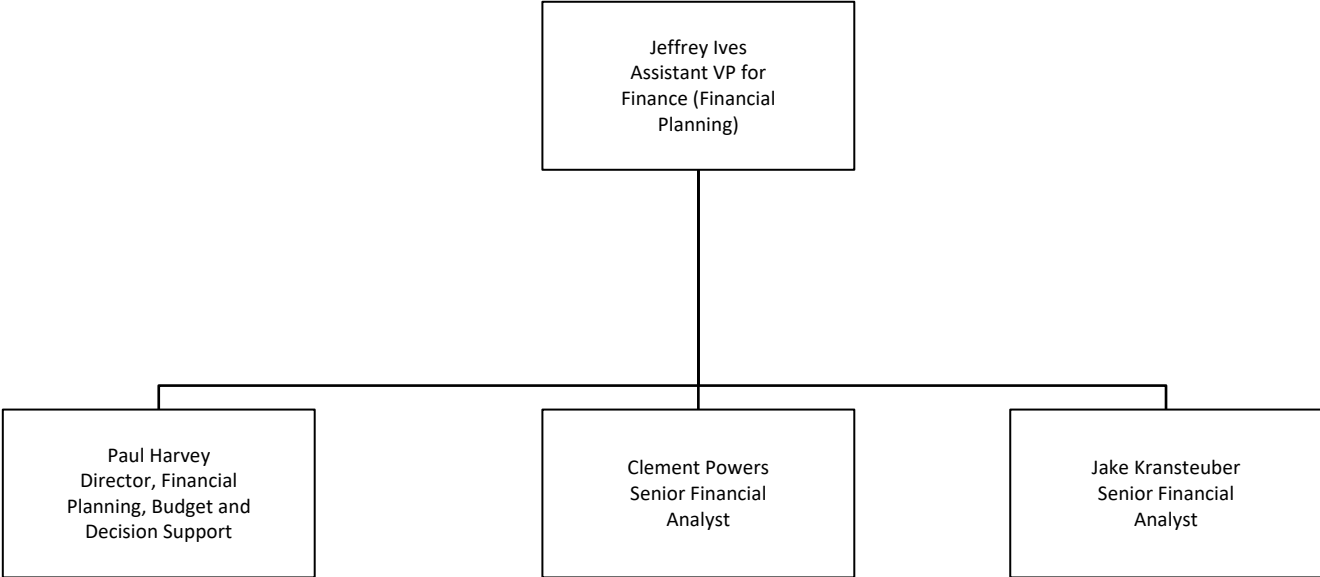 Jeffrey Ives
Assistant VP for
Finance (Financial
Planning)
Paul Harvey
Director, Financial
Planning, Budget and
Decision Support
Clement Powers
Senior Financial
Analyst
Jake Kransteuber
Senior Financial
Analyst